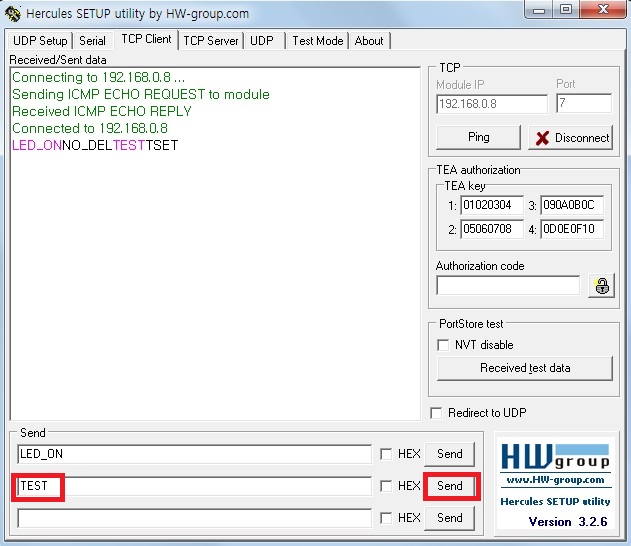 Hercules SETUP utility by HW-group.com
UDP Setup Serial TCP Client TCP Server UDP Test Mode About
Received/Sent data
Connecting to 192.168.0.8 ...
Sending ICMP ECHO REQUEST to module
Received ICMP ECHO REPLY
Connected to 192.168.0.8
LED_ONNO_DELTESTTSET
TCP
Module IP Port
192.168.0.8 7
Ping Disconnect
TEA authorization
TEA key
1: 01020304 3: 090A0B0C
2: 05060708 4: 0D0E0F10
Authorization code
PortStore test
NVT disable
Received test data
Redirect to UDP
Send
LED_ON HEX Send
TEST HEX Send
HEX Send
HW group
www.HW-group.com
Hercules SETUP utility
Version 3.2.6